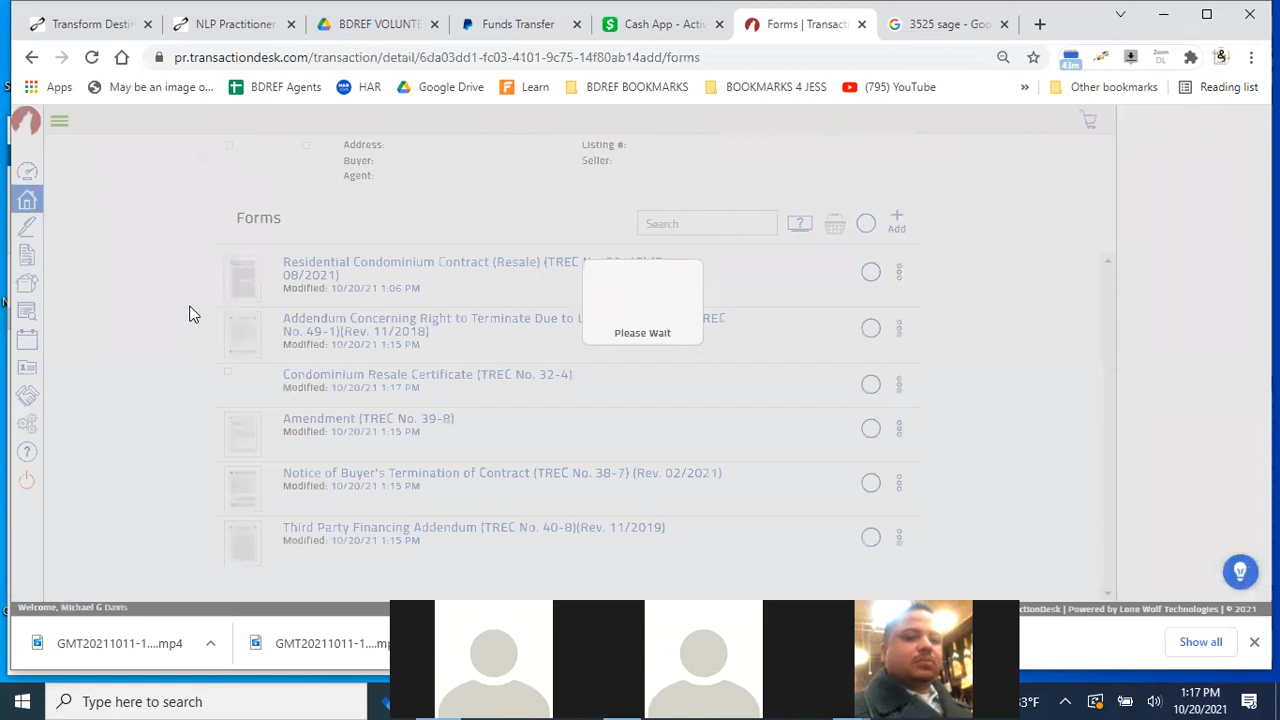 Transform Desti
NLP Practitioner
BDREF VOLUNTE
Funds Transfer
Cash App - Activ
Forms | Transact
3525 sage - Goo
pr.transactiondesk.com/transaction/detail/6da03dd1-fc03-4101-9c75-14f80ab14add/forms
43m
Zoom
DL
Apps
May be an image o...
BDREF Agents
HAR
Google Drive
Learn
BDREF BOOKMARKS
BOOKMARKS 4 JESS
(795) YouTube
»
Other bookmarks
Reading list
Address:
Listing #:
Buyer:
Seller:
Agent:
Forms
Search
Add
Residential Condominium Contract (Resale) (TREC No.
08/2021)
Modified: 10/20/21 1:06 PM
Addendum Concerning Right to Terminate Due to
TREC
No. 49-1)(Rev. 11/2018)
Modified: 10/20/21 1:15 PM
Condominium Resale Certificate (TREC No. 32-4)
Modified: 10/20/21 1:17 PM
Amendment (TREC No. 39-8)
Modified: 10/20/21 1:15 PM
Notice of Buyer's Termination of Contract (TREC No. 38-7) (Rev. 02/2021)
Modified: 10/20/21 1:15 PM
Third Party Financing Addendum (TREC No. 40-8)(Rev. 11/2019)
Modified: 10/20/21 1:15 PM
Please Wait
Welcome, Michael G Danis
ctionDesk | Powered by Lone Wolf Technologies | © 2021
GMT20211011-1....mp4
GMT20211011-1....mp
Show all
Type here to search
3°F
1:17 PM
10/20/2021